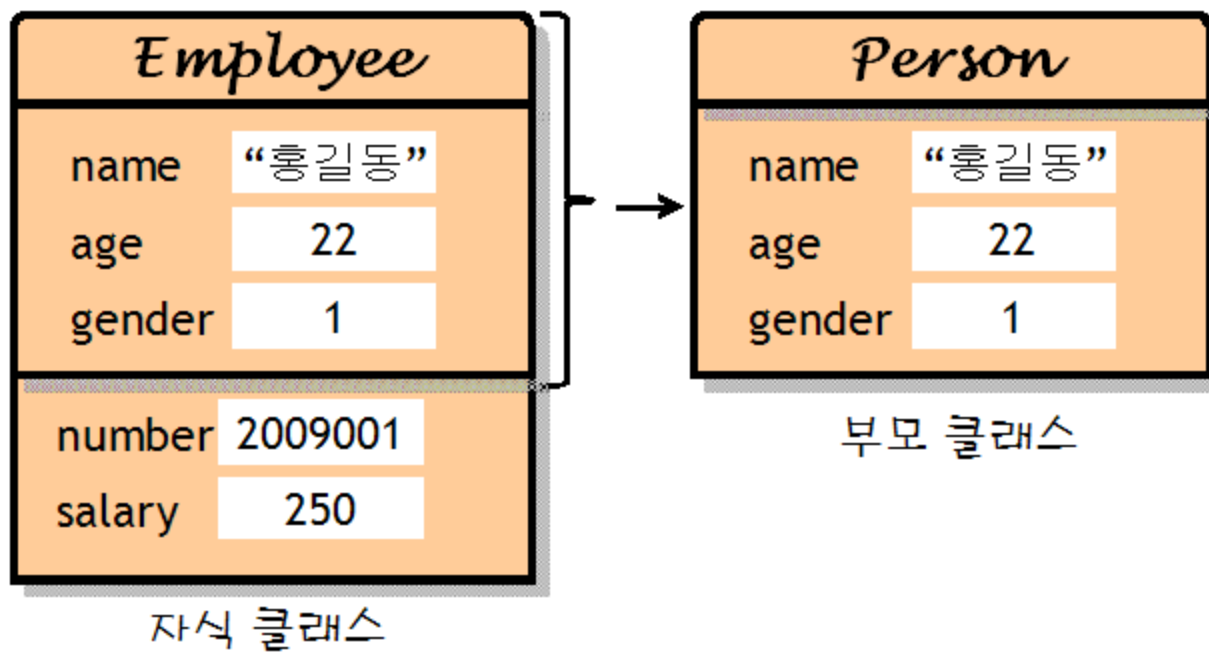 Employee
name “홍길동”
age 22
gender 1
number 2009001
salary 250
자식 클래스
Person
name “홍길동”
age 22
gender 1
부모 클래스